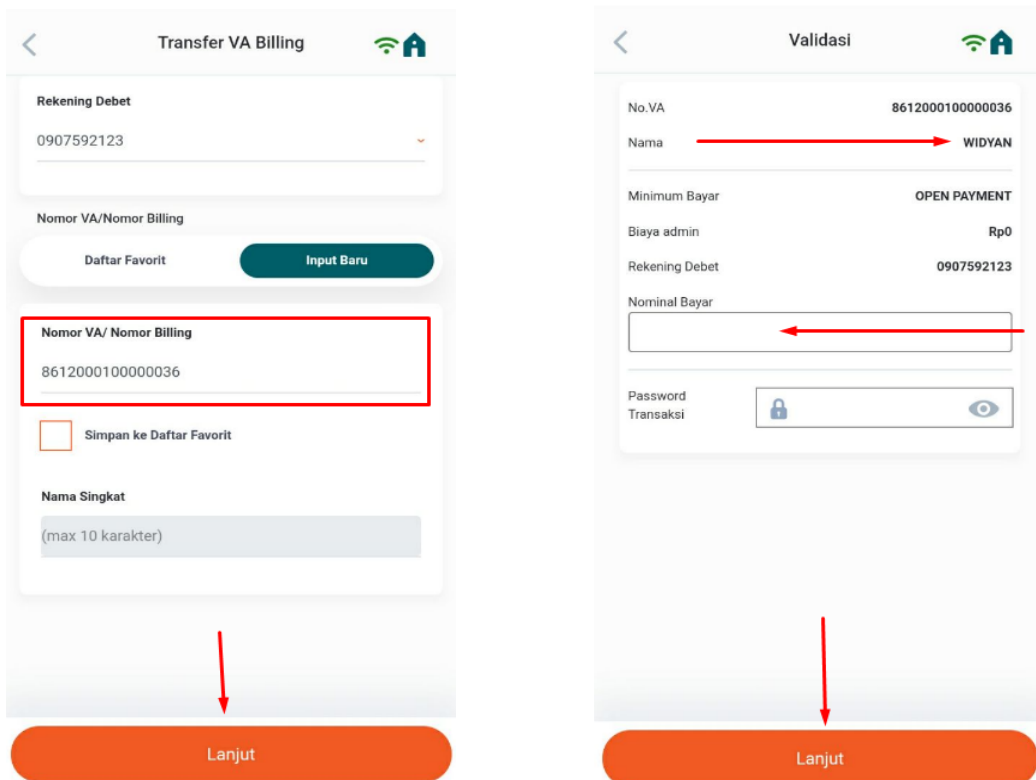 Transfer VA Billing
Rekening Debet
0907592123
Nomor VA/Nomor Billing
Daftar Favorit
Input Baru
Nomor VA/ Nomor Billing
8612000100000036
Simpan ke Daftar Favorit
Nama Singkat
(max 10 karakter)
Lanjut
Validasi
No.VA 8612000100000036
Nama WIDYAN
Minimum Bayar OPEN PAYMENT
Biaya admin Rp0
Rekening Debet 0907592123
Nominal Bayar
Password
Transaksi
Lanjut